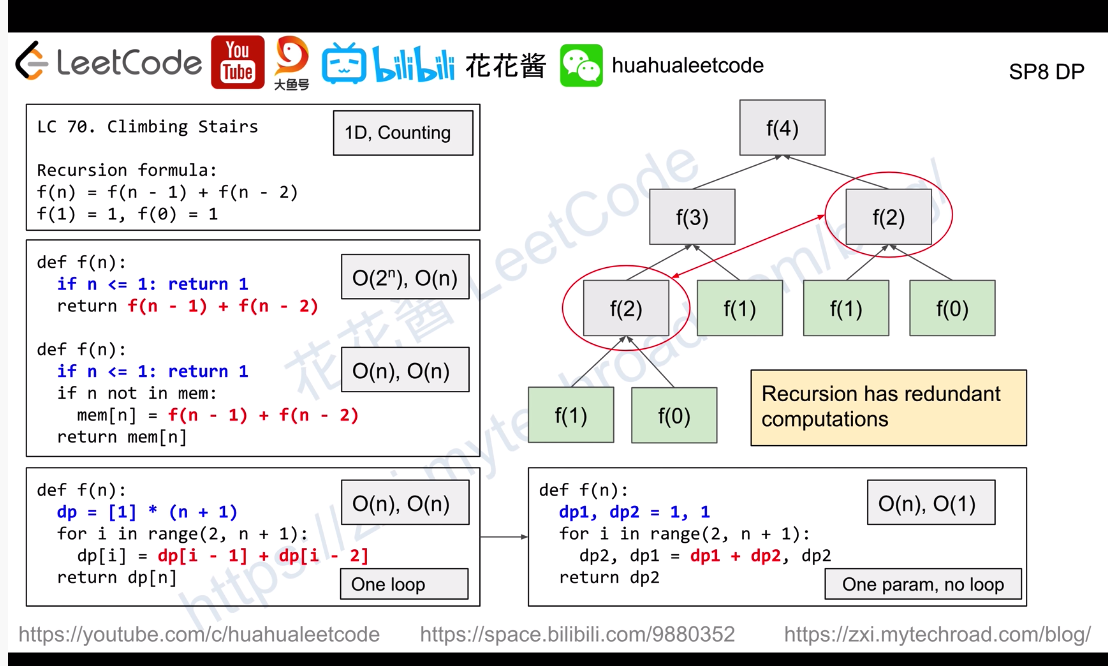 LeetCode
You
Tube
大鱼号
bilibili
花花酱
huahualeetcode
SP8 DP
LC 70. Climbing Stairs
1D, Counting
Recursion formula:
f(n) = f(n - 1) + f(n - 2)
f(1) = 1, f(0) = 1
def f(n):
if n <= 1: return 1
return f(n - 1) + f(n - 2)
O(2ⁿ), O(n)
def f(n):
if n <= 1: return 1
if n not in mem:
mem[n] = f(n - 1) + f(n - 2)
return mem[n]
O(n), O(n)
def f(n):
dp = [1] * (n + 1)
for i in range(2, n + 1):
dp[i] = dp[i - 1] + dp[i - 2]
return dp[n]
O(n), O(n)
One loop
f(4)
f(3)
f(2)
f(2)
f(1)
f(1)
f(0)
f(1)
f(0)
Recursion has redundant
computations
def f(n):
dp1, dp2 = 1, 1
for i in range(2, n + 1):
dp2, dp1 = dp1 + dp2, dp2
return dp2
O(n), O(1)
One param, no loop
花花酱 LeetCode
https://zxi.mytechroad.com/blog/
https://youtube.com/c/huahualeetcode
https://space.bilibili.com/9880352
https://zxi.mytechroad.com/blog/